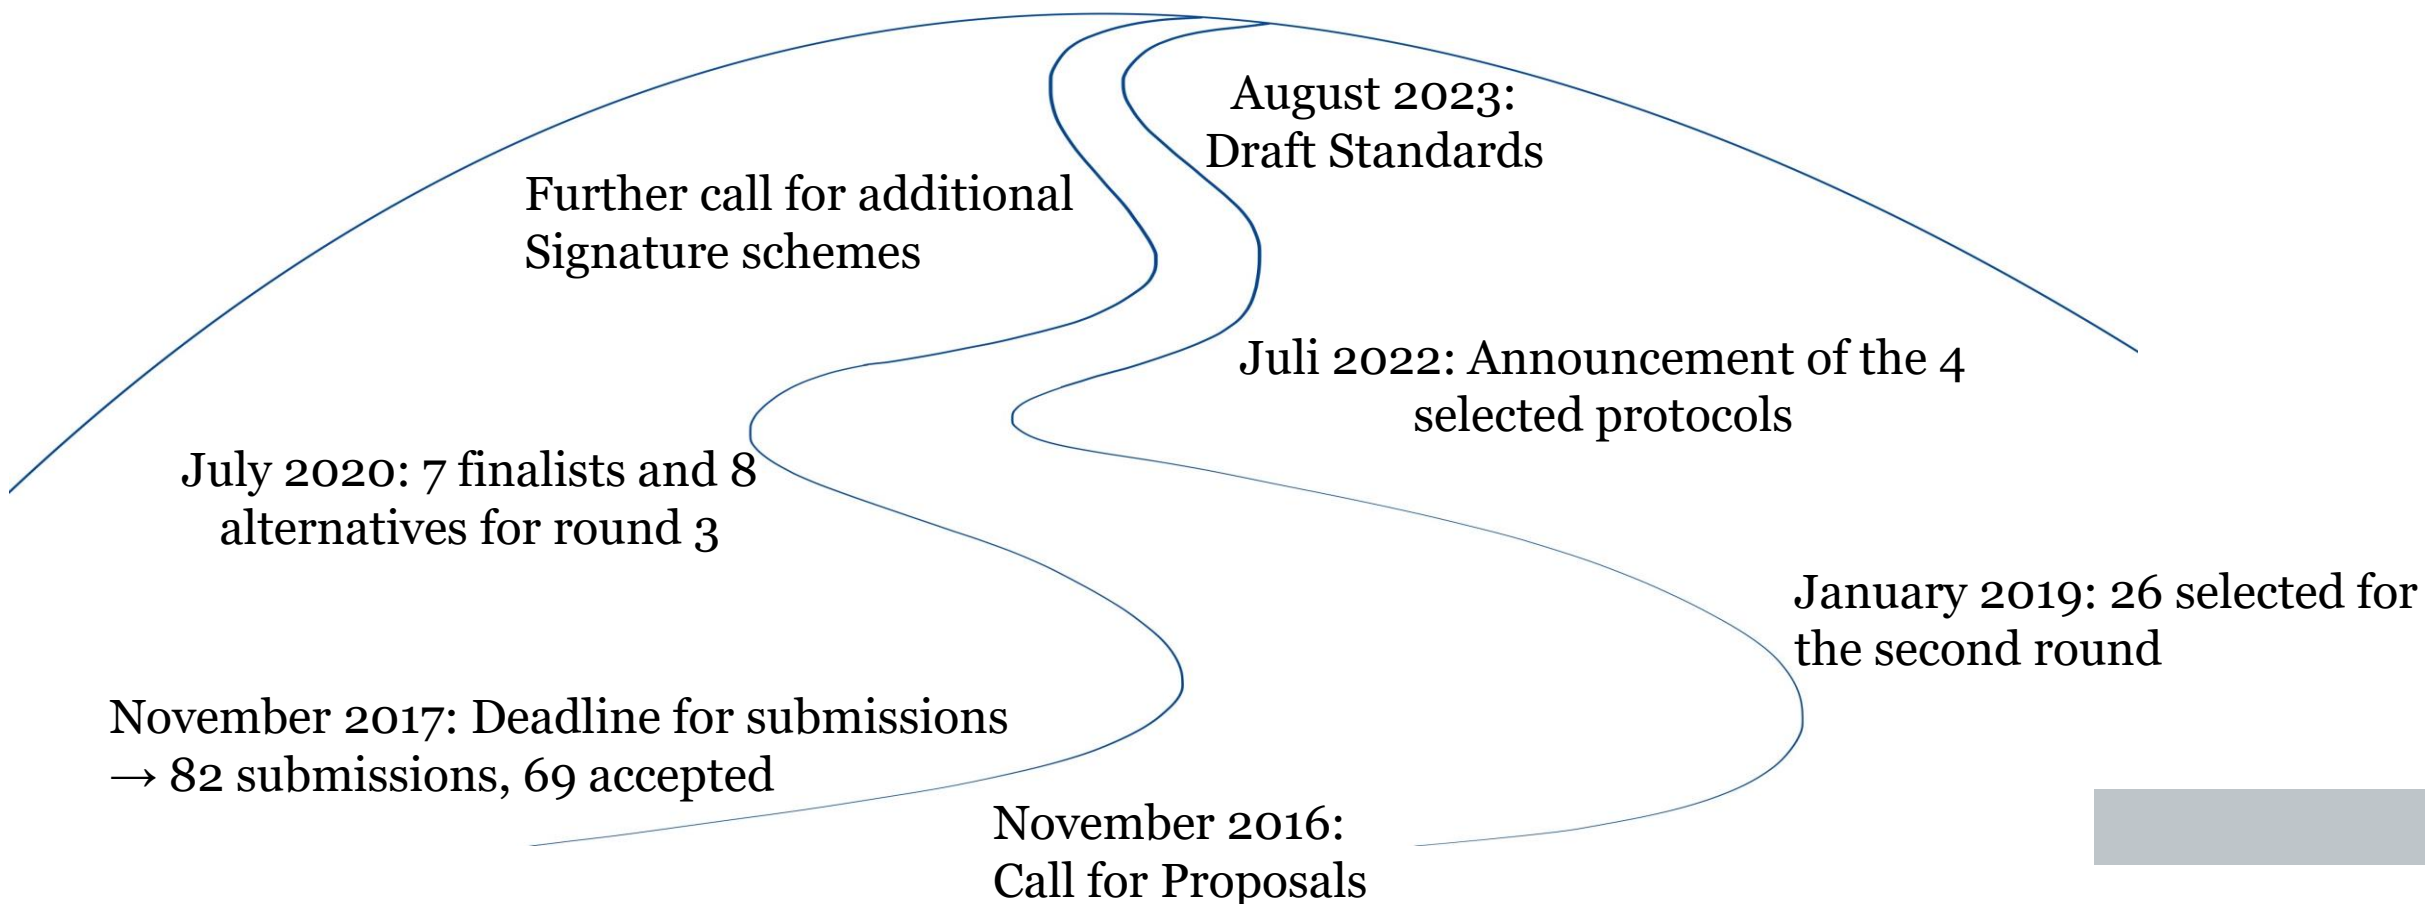 August 2023:
Draft Standards
Further call for additional
Signature schemes
Juli 2022: Announcement of the 4
selected protocols
July 2020: 7 finalists and 8
alternatives for round 3
January 2019: 26 selected for
the second round
November 2017: Deadline for submissions
→ 82 submissions, 69 accepted
November 2016:
Call for Proposals